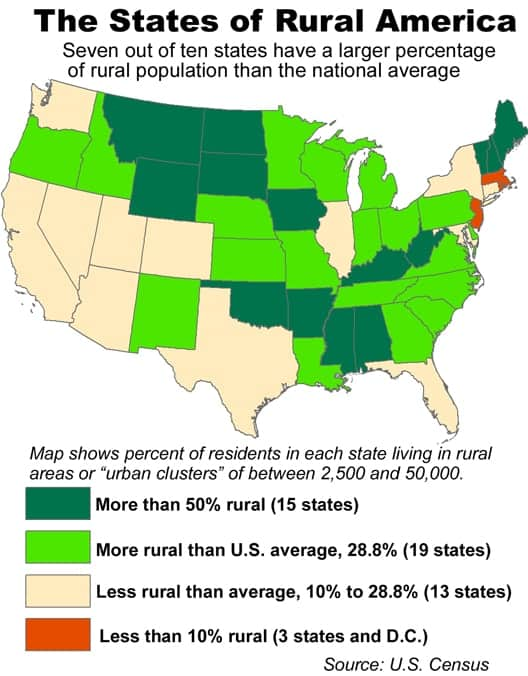 The States of Rural America
Seven out of ten states have a larger percentage
of rural population than the national average
Map shows percent of residents in each state living in rural
areas or “urban clusters” of between 2,500 and 50,000.
More than 50% rural (15 states)
More rural than U.S. average, 28.8% (19 states)
Less rural than average, 10% to 28.8% (13 states)
Less than 10% rural (3 states and D.C.)
Source: U.S. Census